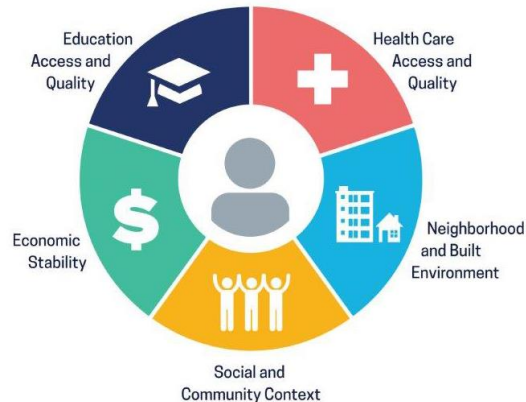 Education
Access and
Quality
Health Care
Access and
Quality
Economic
Stability
$
Neighborhood
and Built
Environment
Social and
Community Context